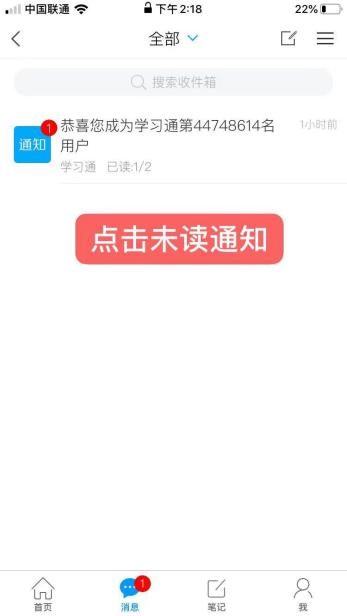 中国联通 下午2:18 22%
全部
搜索收件箱
恭喜您成为学习通第44748614名 1小时前
用户
通知 1
学习通 已读:1/2
点击未读通知
1
首页 消息 笔记 我